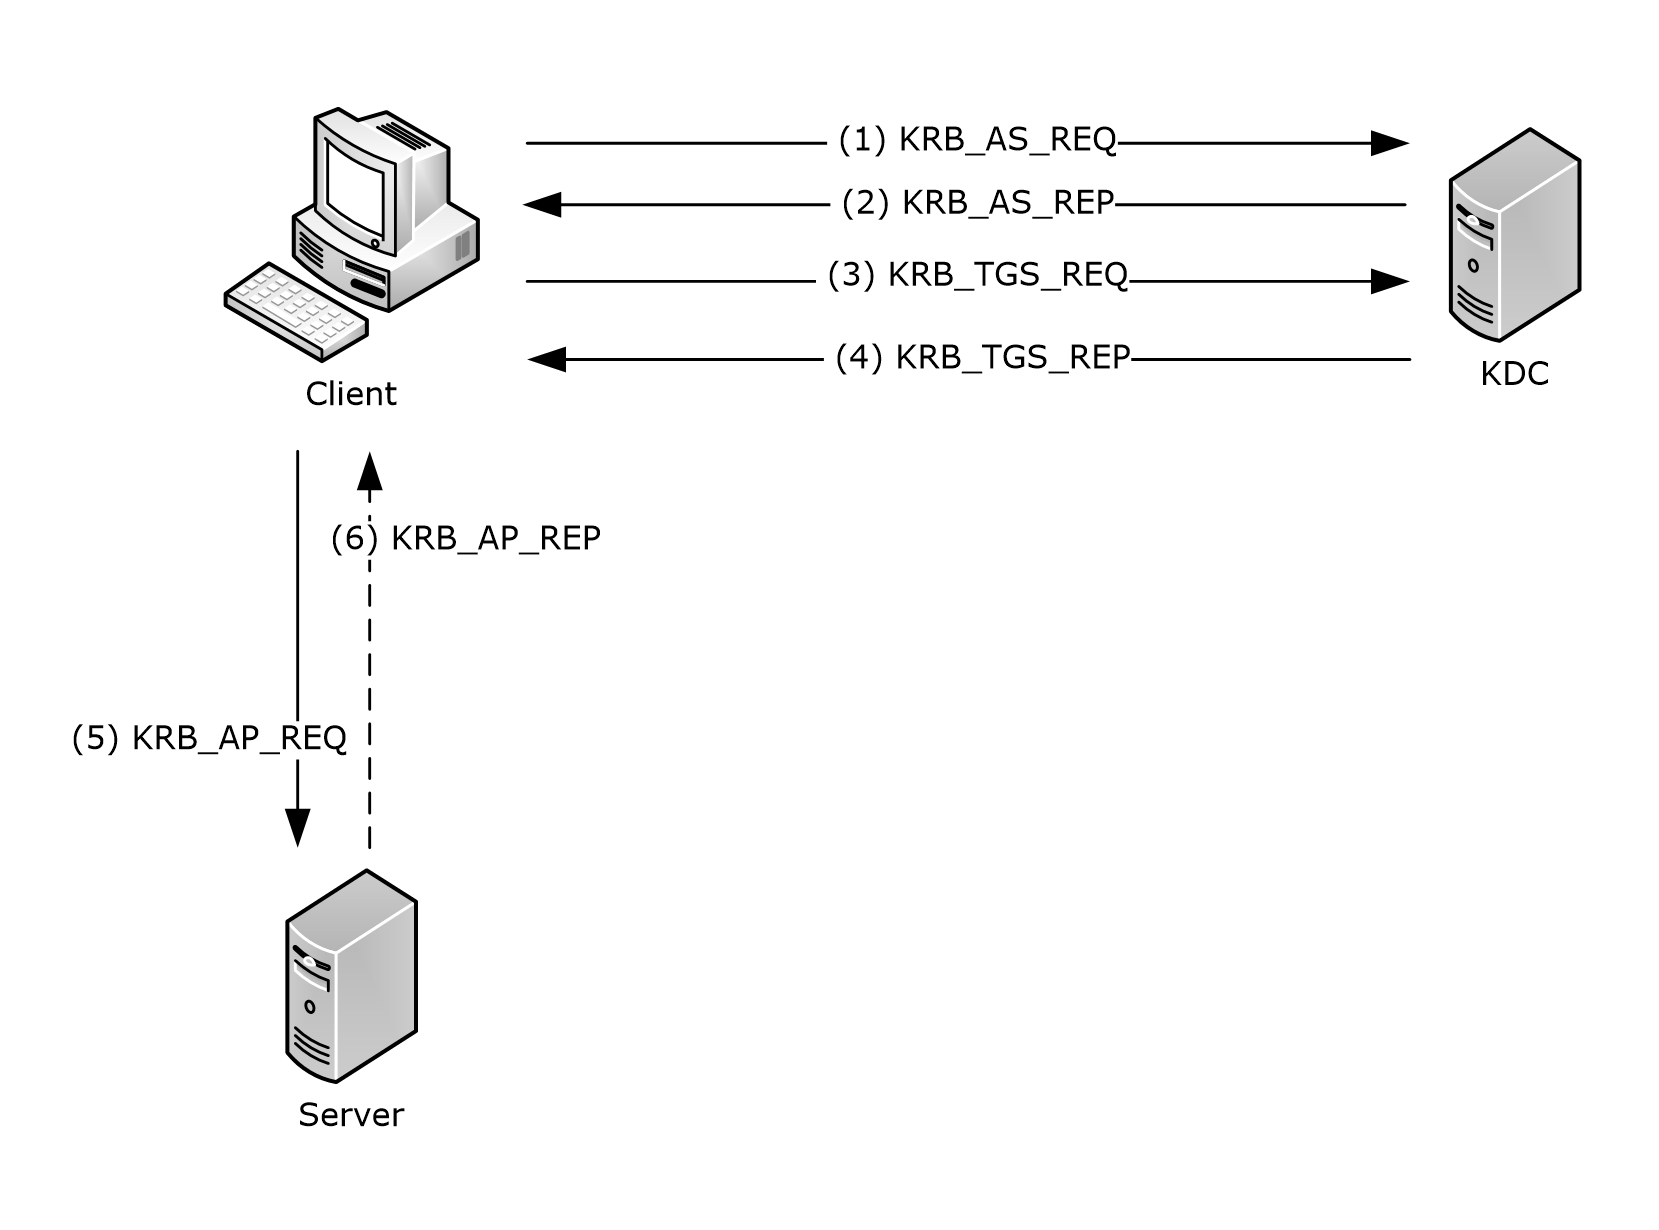 (1) KRB_AS_REQ
(2) KRB_AS_REP
(3) KRB_TGS_REQ
(4) KRB_TGS_REP
KDC
Client
(6) KRB_AP_REP
(5) KRB_AP_REQ
Server